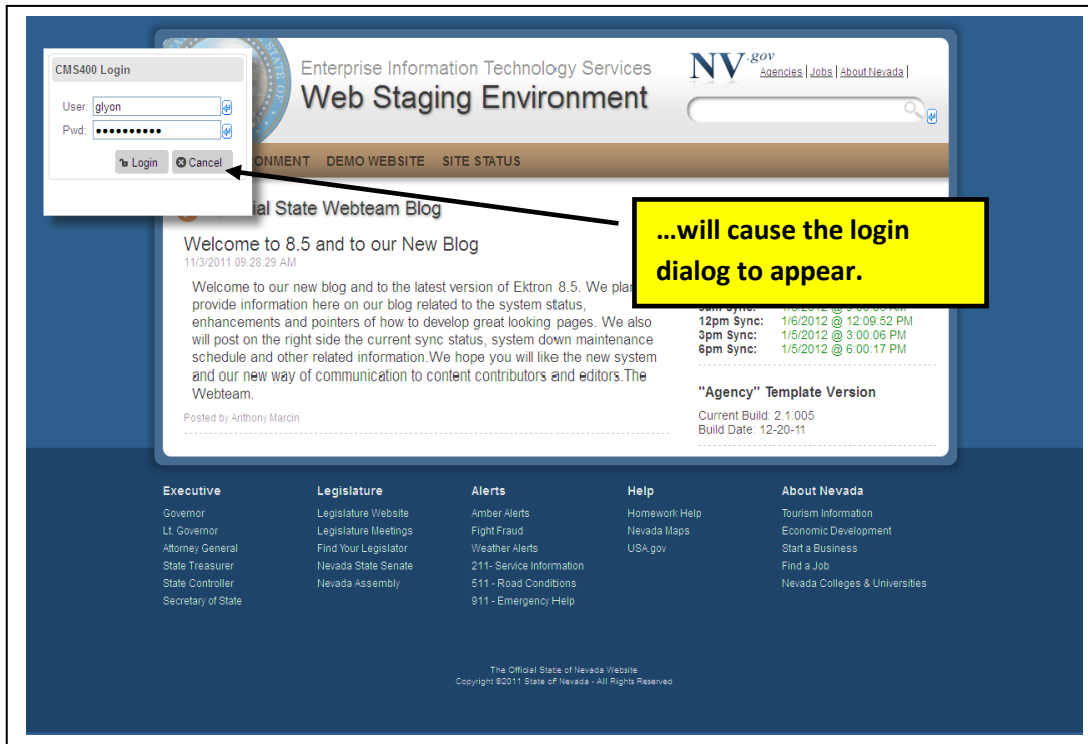 CMS400 Login
User: glyon
Pwd: ••••••••••
Login Cancel
STATE OF
Enterprise Information Technology Services
Web Staging Environment
NV.gov
Agencies | Jobs | About Nevada |
ONMENT DEMO WEBSITE SITE STATUS
ial State Webteam Blog
…will cause the login
dialog to appear.
Welcome to 8.5 and to our New Blog
11/3/2011 09:28:29 AM
Welcome to our new blog and to the latest version of Ektron 8.5. We plan
provide information here on our blog related to the system status,
enhancements and pointers of how to develop great looking pages. We also
will post on the right side the current sync status, system down maintenance
schedule and other related information.We hope you will like the new system
and our new way of communication to content contributors and editors.The
Webteam.
Posted by Anthony Marcin
12pm Sync: 1/6/2012 @ 12:09:52 PM
3pm Sync: 1/5/2012 @ 3:00:06 PM
6pm Sync: 1/5/2012 @ 6:00:17 PM
"Agency" Template Version
Current Build: 2.1.005
Build Date: 12-20-11
Executive
Governor
Lt. Governor
Attorney General
State Treasurer
State Controller
Secretary of State
Legislature
Legislature Website
Legislature Meetings
Find Your Legislator
Nevada State Senate
Nevada Assembly
Alerts
Amber Alerts
Fight Fraud
Weather Alerts
211- Service Information
511 - Road Conditions
911 - Emergency Help
Help
Homework Help
Nevada Maps
USA.gov
About Nevada
Tourism Information
Economic Development
Start a Business
Find a Job
Nevada Colleges & Universities
The Official State of Nevada Website
Copyright ©2011 State of Nevada - All Rights Reserved